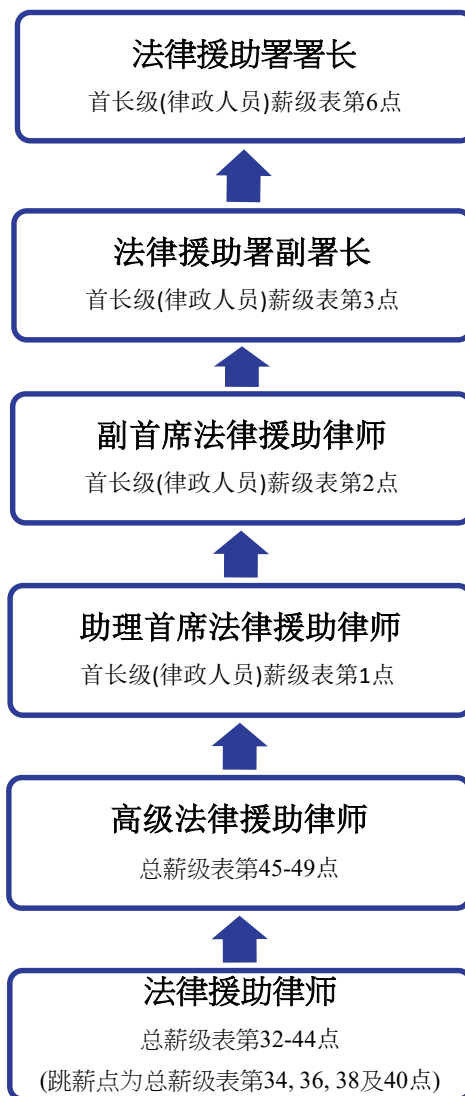 法律援助署署长
首长级(律政人员)薪级表第6点
法律援助署副署长
首长级(律政人员)薪级表第3点
副首席法律援助律师
首长级(律政人员)薪级表第2点
助理首席法律援助律师
首长级(律政人员)薪级表第1点
高级法律援助律师
总薪级表第45-49点
法律援助律师
总薪级表第32-44点
(跳薪点为总薪级表第34, 36, 38及40点)